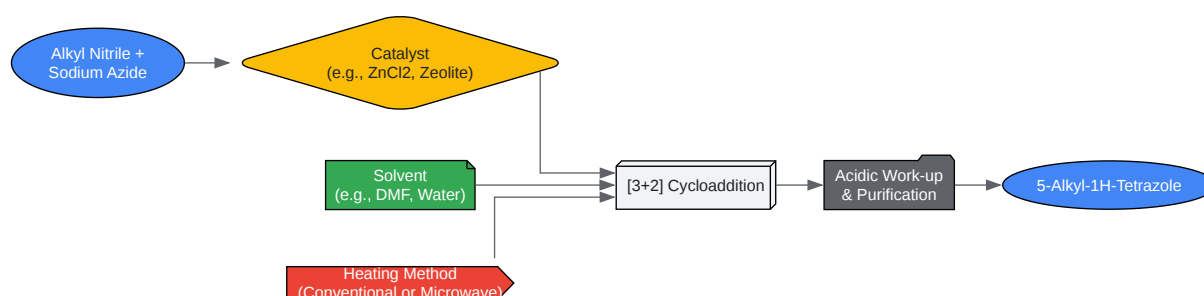 Alkyl Nitrile +
Sodium Azide
Catalyst
(e.g., ZnCl2, Zeolite)
Solvent
(e.g., DMF, Water)
[3+2] Cycloaddition
Acidic Work-up
& Purification
5-Alkyl-1H-Tetrazole
Heating Method
(Conventional or Microwave)